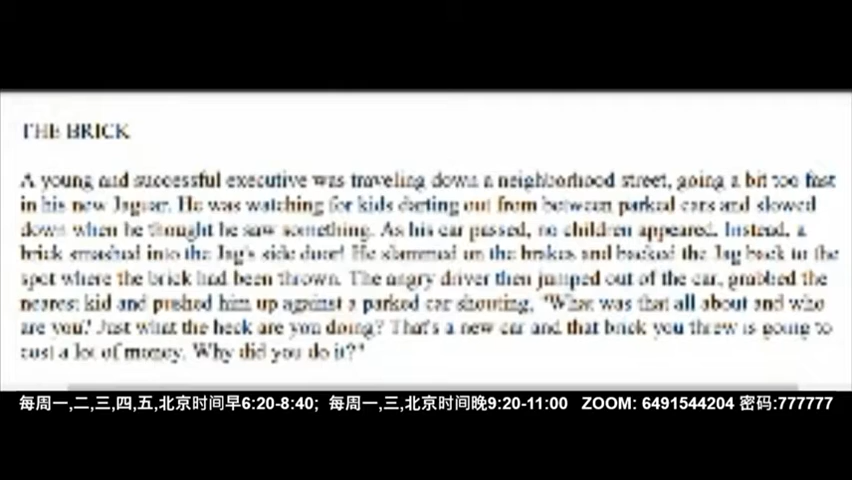 THE BRICK
A young and successful executive was traveling down a neighborhood street, going a bit too fast
in his new Jaguar. He was watching for kids darting out from between parked cars and slowed
down when he thought he saw something. As his car passed, no children appeared. Instead, a
brick smashed into the Jag's side door! He slammed on the brakes and backed the Jag back to the
spot where the brick had been thrown. The angry driver then jumped out of the car, grabbed the
nearest kid and pushed him up against a parked car shouting, "What was that all about and who
are you? Just what the heck are you doing? That's a new car and that brick you threw is going to
cost a lot of money. Why did you do it?"
每周一,二,三,四,五,北京时间早6:20-8:40; 每周一,三,北京时间晚9:20-11:00 ZOOM: 6491544204 密码:777777